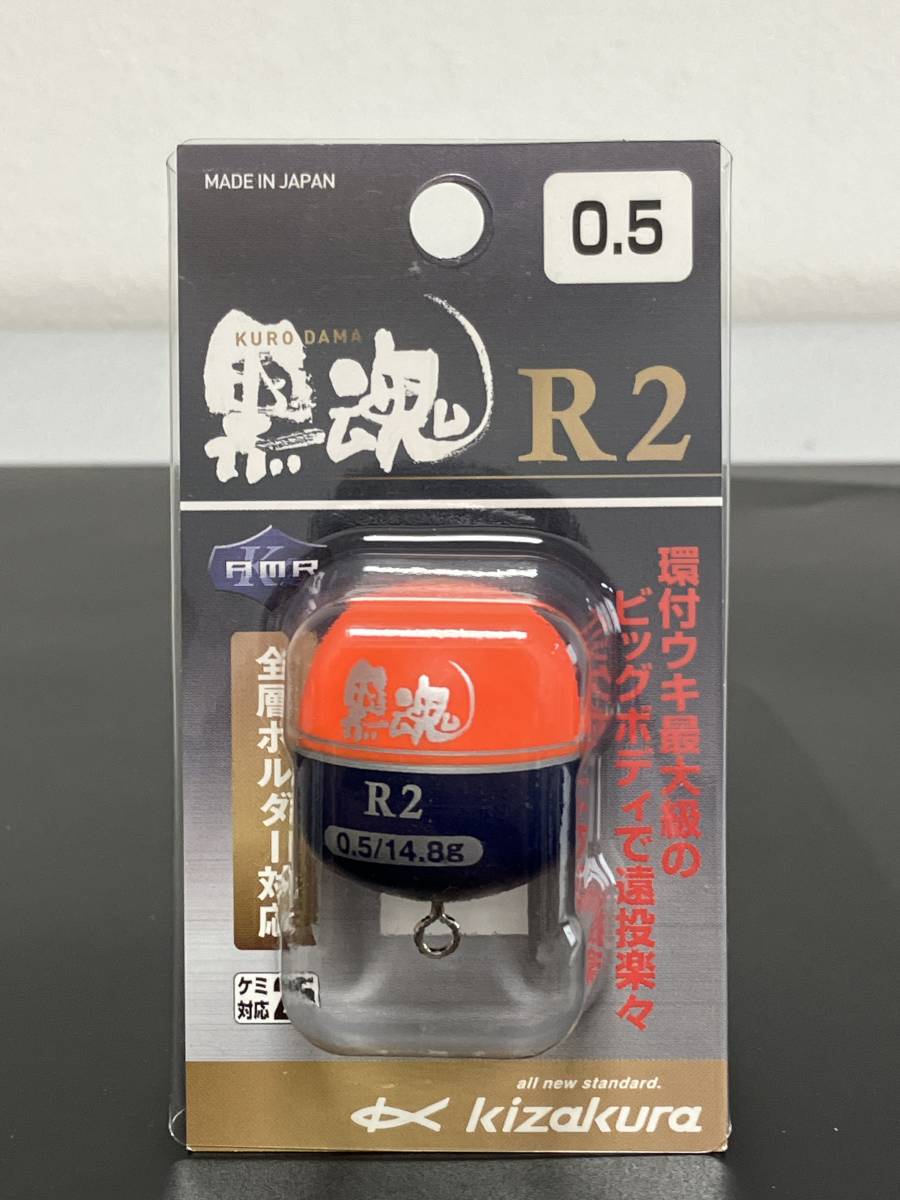 MADE IN JAPAN
0.5
KURO DAMA
黒魂
R2
AMR
K
環付ウキ最大級の
ビッグボディで遠投楽々
全層ホルダー対応
黒魂
R2
0.5/14.8g
ケミ
対応
all new standard.
kizakura